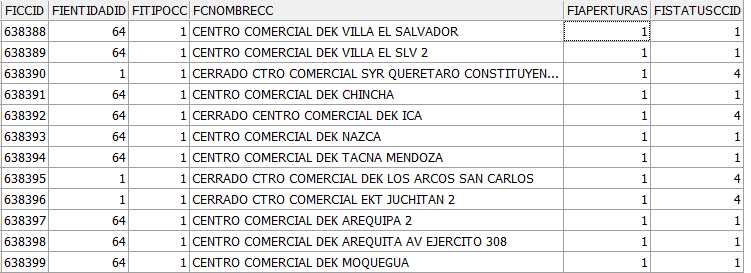 FICCID FIENTIDADID FITIPOCC FCNOMBRECC FIAPERTURAS FISTATUSCCID
638388 64 1 CENTRO COMERCIAL DEK VILLA EL SALVADOR 1 1
638389 64 1 CENTRO COMERCIAL DEK VILLA EL SLV 2 1 1
638390 1 1 CERRADO CTRO COMERCIAL SYR QUERETARO CONSTITUYEN... 1 4
638391 64 1 CENTRO COMERCIAL DEK CHINCHA 1 1
638392 64 1 CERRADO CENTRO COMERCIAL DEK ICA 1 4
638393 64 1 CENTRO COMERCIAL DEK NAZCA 1 1
638394 64 1 CENTRO COMERCIAL DEK TACNA MENDOZA 1 1
638395 1 1 CERRADO CTRO COMERCIAL DEK LOS ARCOS SAN CARLOS 1 4
638396 1 1 CERRADO CTRO COMERCIAL EKT JUCHITAN 2 1 4
638397 64 1 CENTRO COMERCIAL DEK AREQUIPA 2 1 1
638398 64 1 CENTRO COMERCIAL DEK AREQUITA AV EJERCITO 308 1 1
638399 64 1 CENTRO COMERCIAL DEK MOQUEGUA 1 1